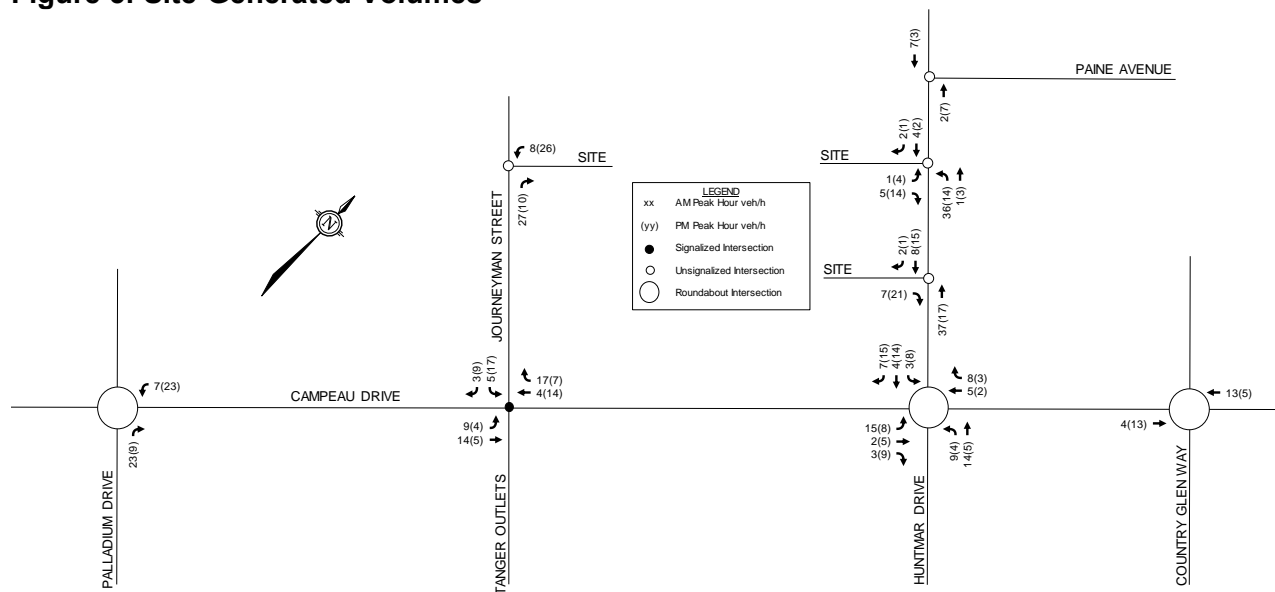 Figure 6: Site-Generated Volumes
7(3)
PAINE AVENUE
2(7)
2(1)
4(2)
8(26)
SITE
SITE
1(4)
5(14)
36(14)
1(3)
27(10)
JOURNEYMAN STREET
LEGEND
xx AM Peak Hour veh/h
(yy) PM Peak Hour veh/h
Signalized Intersection
Unsignalized Intersection
Roundabout Intersection
N
2(1)
8(15)
SITE
7(21)
37(17)
7(23)
CAMPEAU DRIVE
3(9)
5(17)
17(7)
4(14)
7(15)
4(14)
3(8)
8(3)
5(2)
13(5)
23(9)
9(4)
14(5)
15(8)
2(5)
3(9)
9(4)
14(5)
4(13)
PALLADIUM DRIVE
TANGER OUTLETS
HUNTMAR DRIVE
COUNTRY GLEN WAY